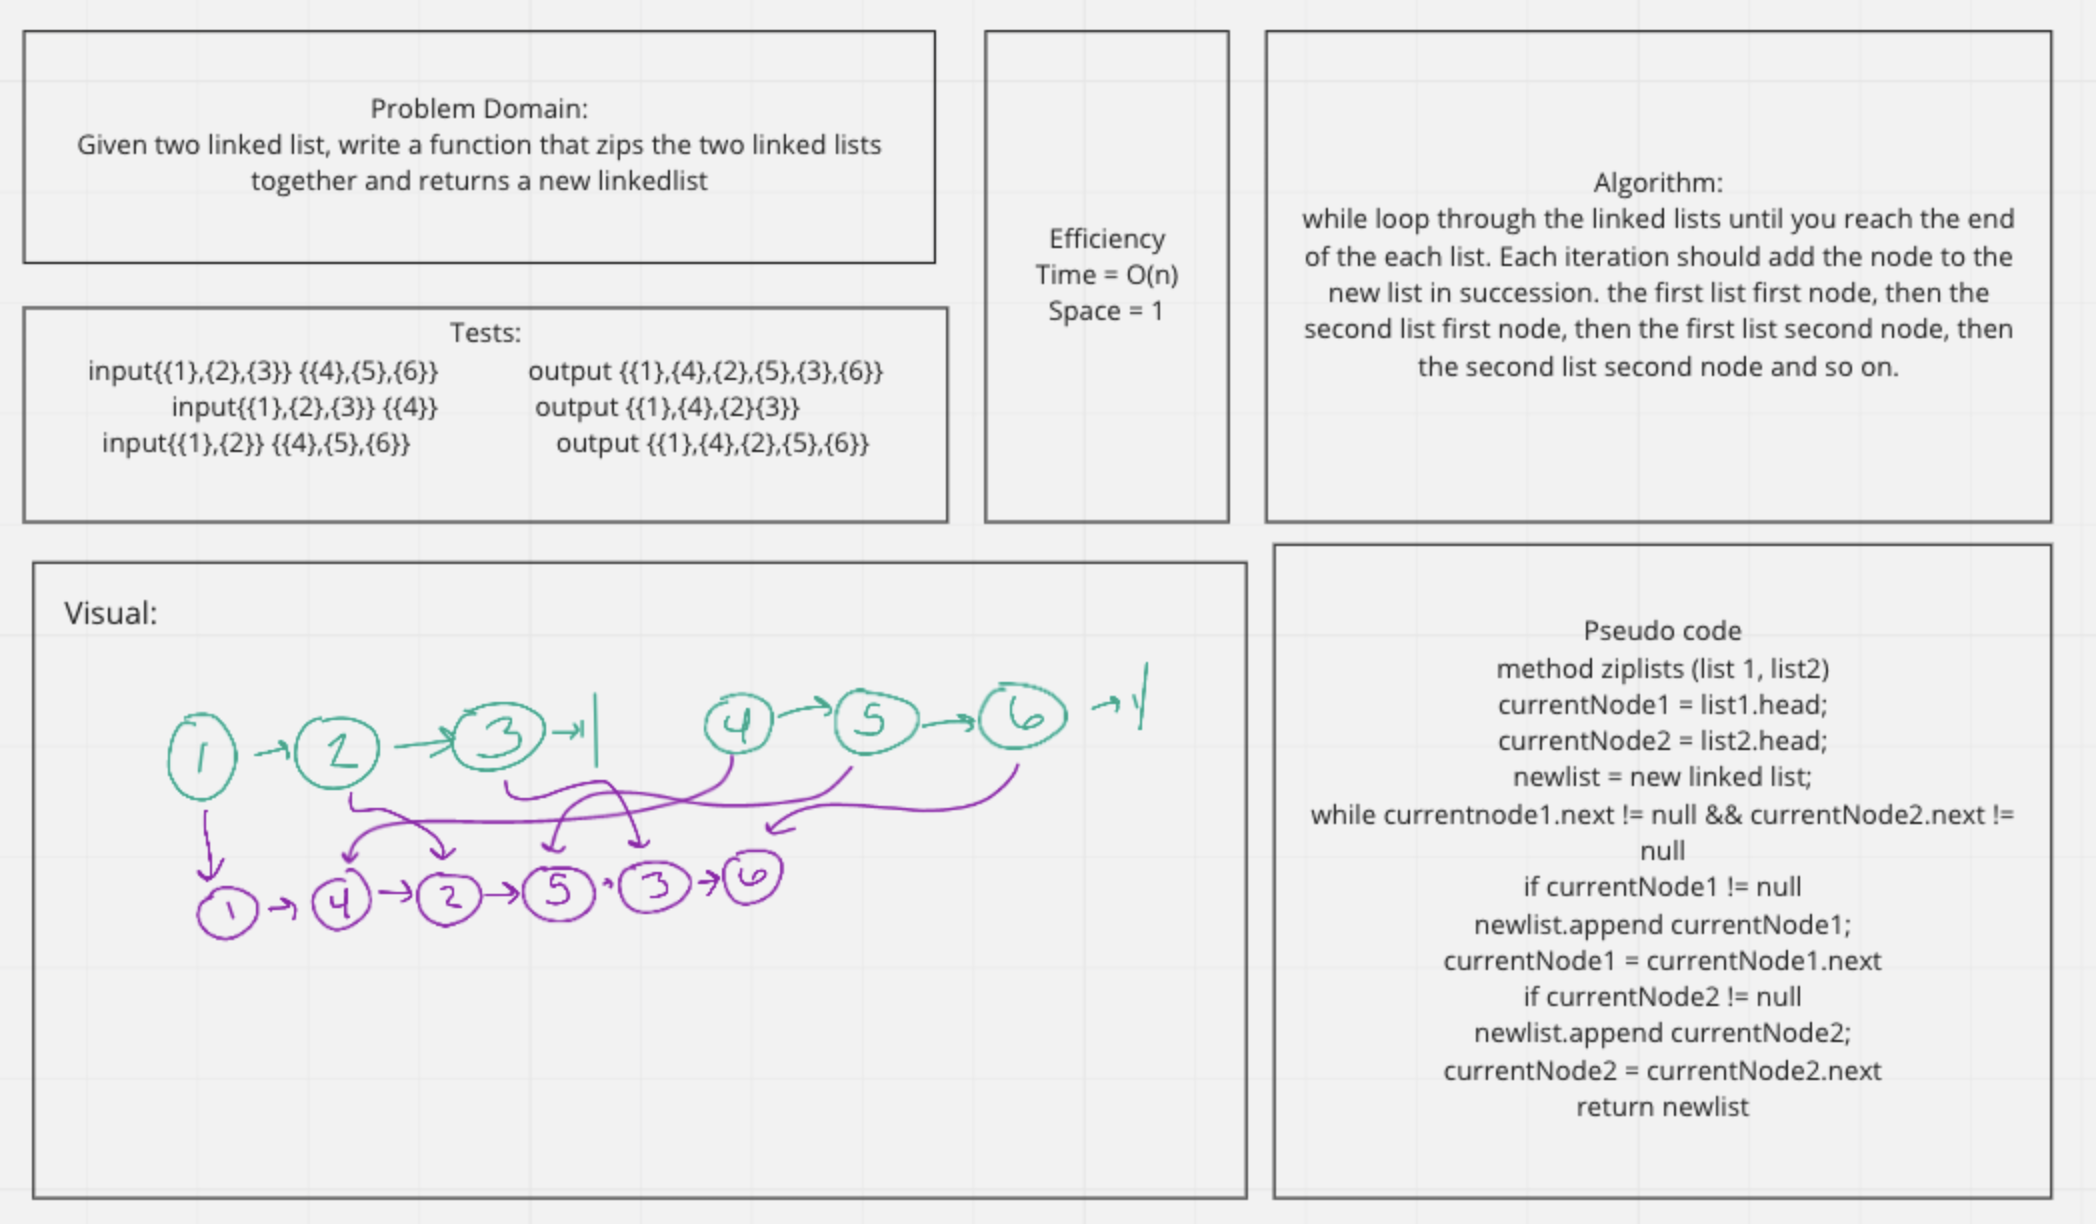 Problem Domain:
Given two linked list, write a function that zips the two linked lists
together and returns a new linkedlist
Efficiency
Time = O(n)
Space = 1
Algorithm:
while loop through the linked lists until you reach the end
of the each list. Each iteration should add the node to the
new list in succession. the first list first node, then the
second list first node, then the first list second node, then
the second list second node and so on.
Tests:
input{{1},{2},{3}} {{4},{5},{6}} output {{1},{4},{2},{5},{3},{6}}
input{{1},{2},{3}} {{4}} output {{1},{4},{2}{3}}
input{{1},{2}} {{4},{5},{6}} output {{1},{4},{2},{5},{6}}
Visual:
1 2 3 4 5 6
1 4 2 5 3 6
Pseudo code
method ziplists (list 1, list2)
currentNode1 = list1.head;
currentNode2 = list2.head;
newlist = new linked list;
while currentnode1.next != null && currentNode2.next !=
null
if currentNode1 != null
newlist.append currentNode1;
currentNode1 = currentNode1.next
if currentNode2 != null
newlist.append currentNode2;
currentNode2 = currentNode2.next
return newlist